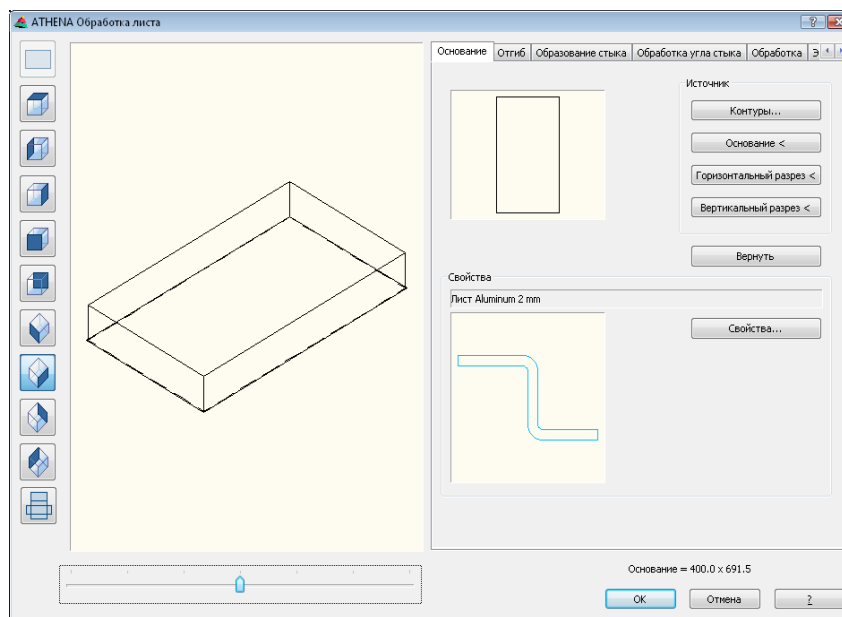 ATHENA Обработка листа
Основание
Отгиб
Образование стыка
Обработка угла стыка
Обработка
Э
Источник
Контуры...
Основание <
Горизонтальный разрез <
Вертикальный разрез <
Вернуть
Свойства
Лист Aluminum 2 mm
Свойства...
Основание = 400.0 x 691.5
OK
Отмена
?